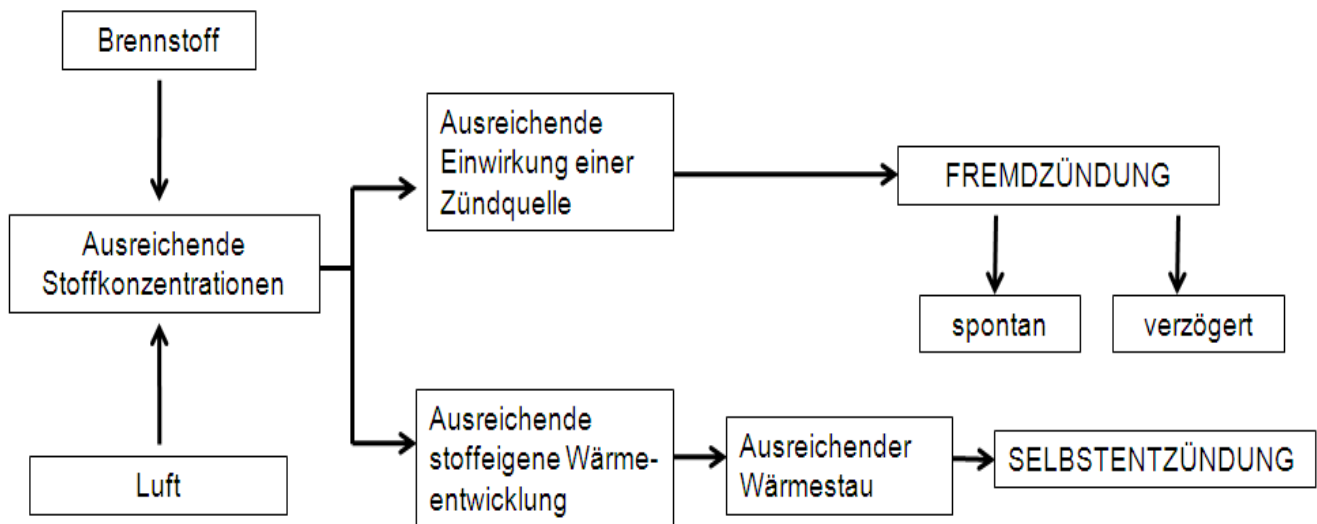 Brennstoff
Ausreichende
Stoffkonzentrationen
Luft
Ausreichende
Einwirkung einer
Zündquelle
FREMDZÜNDUNG
spontan
verzögert
Ausreichende
stoffeigene Wärme-
entwicklung
Ausreichender
Wärmestau
SELBSTENTZÜNDUNG